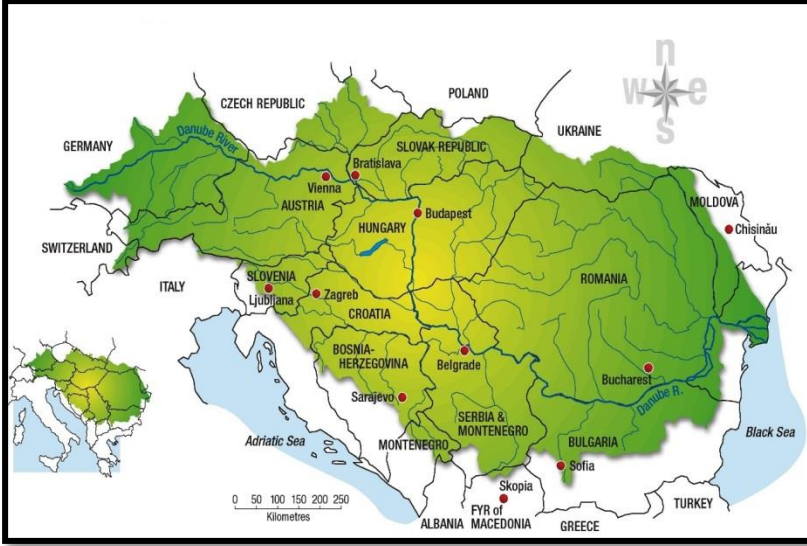 n
w e
s
POLAND
CZECH REPUBLIC
UKRAINE
GERMANY
Danube River
SLOVAK REPUBLIC
Bratislava
Vienna
MOLDOVA
AUSTRIA
Budapest
HUNGARY
Chisinău
SWITZERLAND
ITALY
SLOVENIA
Ljubljana
Zagreb
ROMANIA
CROATIA
BOSNIA-
HERZEGOVINA
Belgrade
Bucharest
Sarajevo
Danube R.
SERBIA &
MONTENEGRO
MONTENEGRO
BULGARIA
Adriatic Sea
Black Sea
Sofia
Skopia
0 50 100 150 200 250
Kilometres
FYR of
MACEDONIA
ALBANIA
GREECE
TURKEY